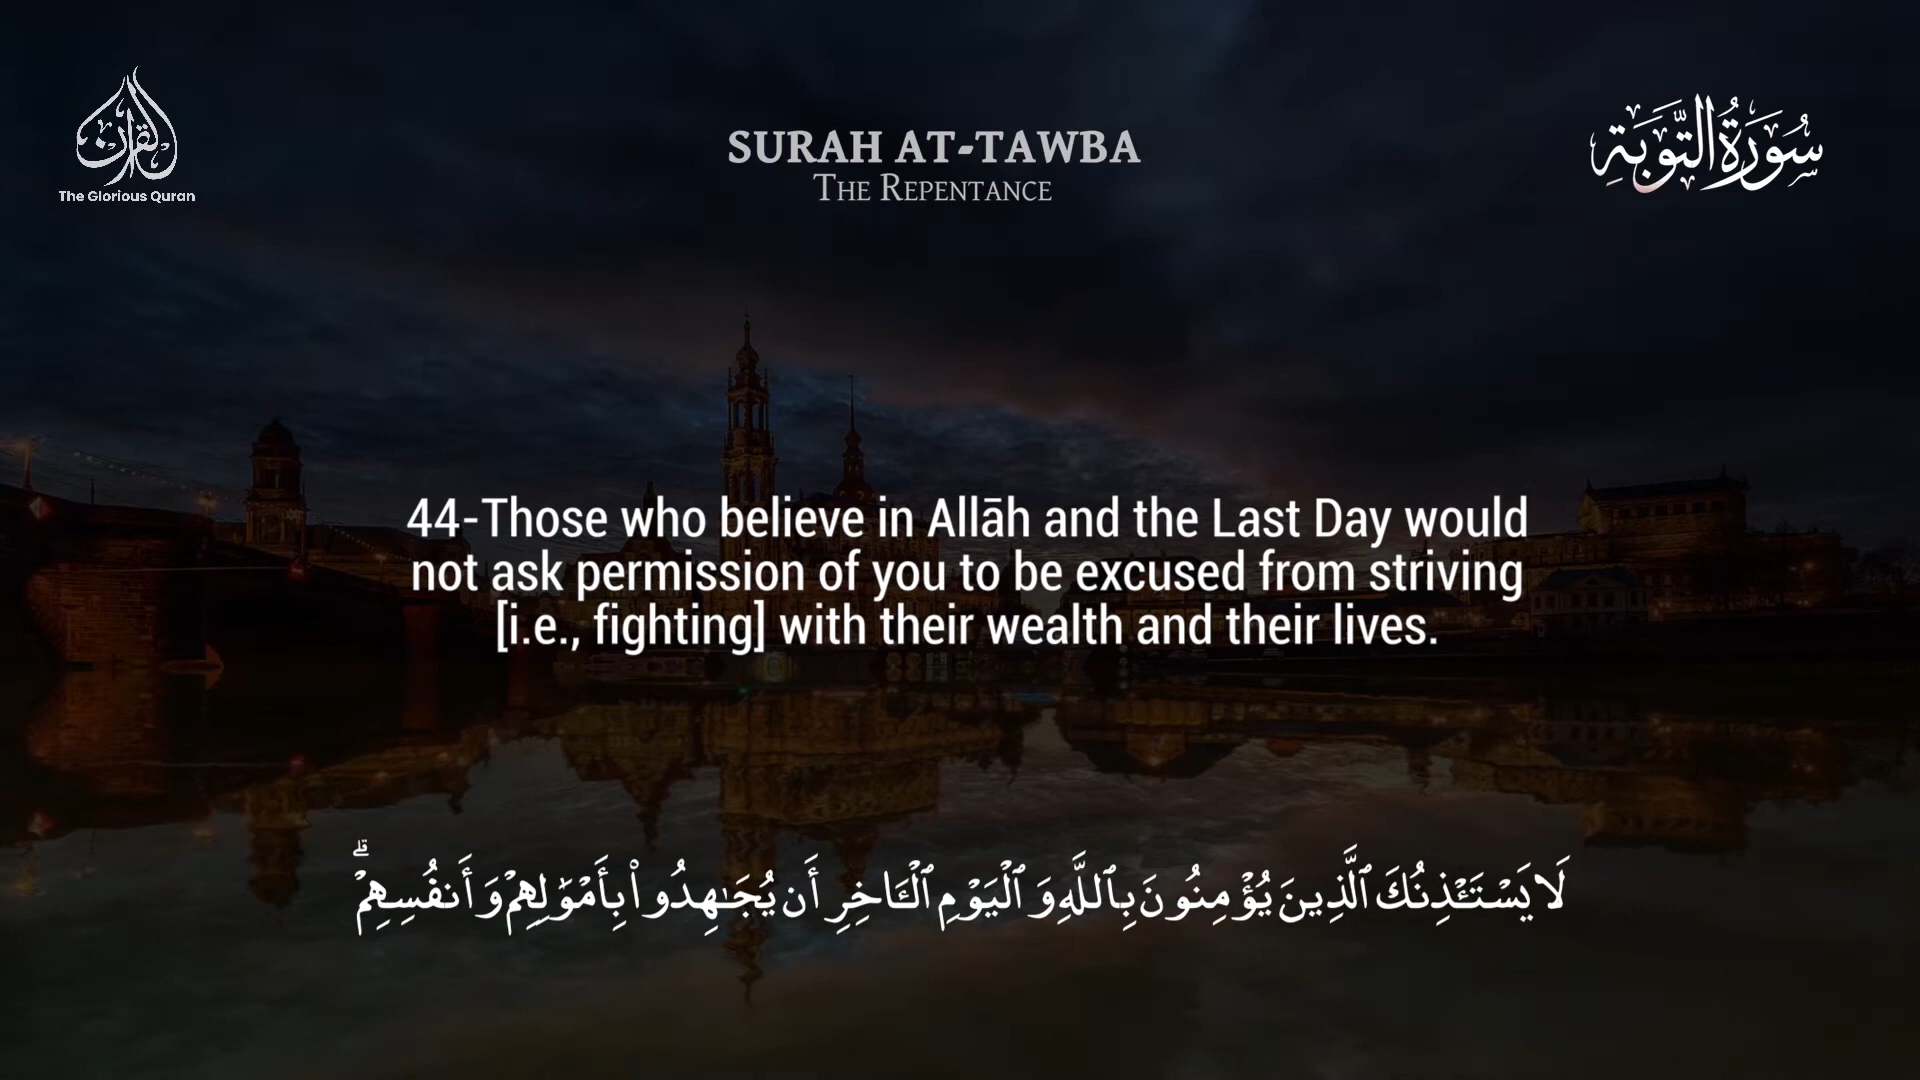 القرآن
The Glorious Quran
SURAH AT-TAWBA
THE REPENTANCE
سُورَةُ التَّوْبَةِ
44-Those who believe in Allāh and the Last Day would
not ask permission of you to be excused from striving
[i.e., fighting] with their wealth and their lives.
لَا يَسْتَـْٔذِنُكَ ٱلَّذِينَ يُؤْمِنُونَ بِٱللَّهِ وَ ٱلْيَوْمِ ٱلْـَٔاخِرِ أَن يُجَـٰهِدُوا۟ بِأَمْوَٰلِهِمْ وَ أَنفُسِهِمْ ۗ